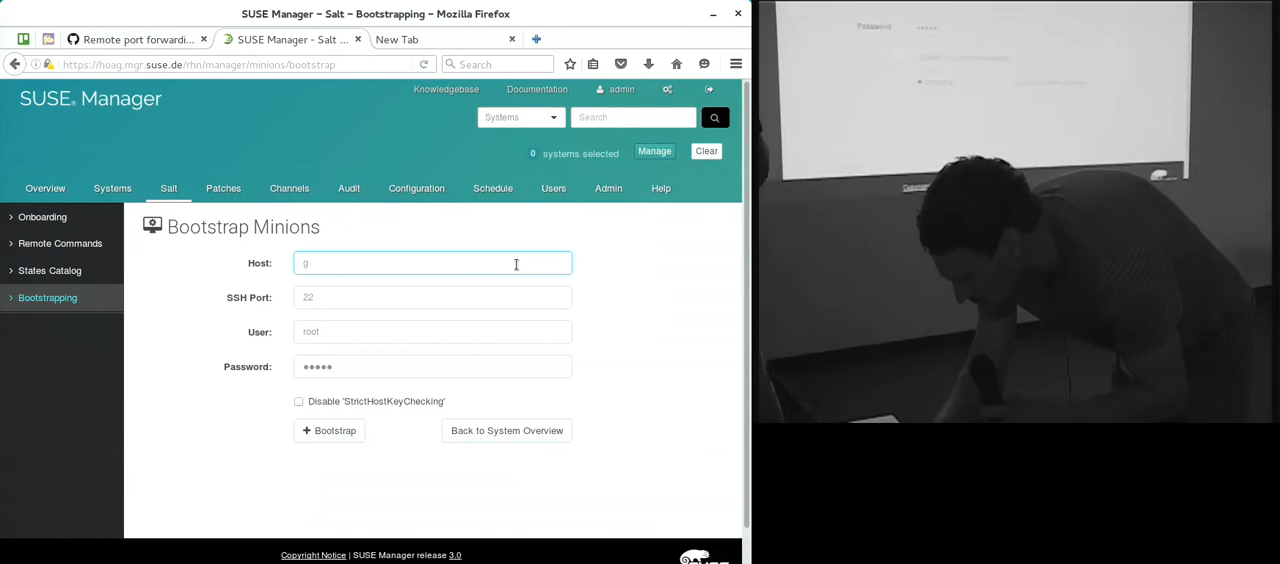 SUSE Manager – Salt – Bootstrapping – Mozilla Firefox
Remote port forwardi...
SUSE Manager - Salt ...
New Tab
https://hoag.mgr.suse.de/rhn/manager/minions/bootstrap
Search
SUSE Manager
Knowledgebase Documentation admin
Systems Search
0 systems selected Manage Clear
Overview Systems Salt Patches Channels Audit Configuration Schedule Users Admin Help
Onboarding
Remote Commands
States Catalog
Bootstrapping
Bootstrap Minions
Host: g
SSH Port: 22
User: root
Password: •••••
Disable 'StrictHostKeyChecking'
+ Bootstrap Back to System Overview
Copyright Notice | SUSE Manager release 3.0
Password